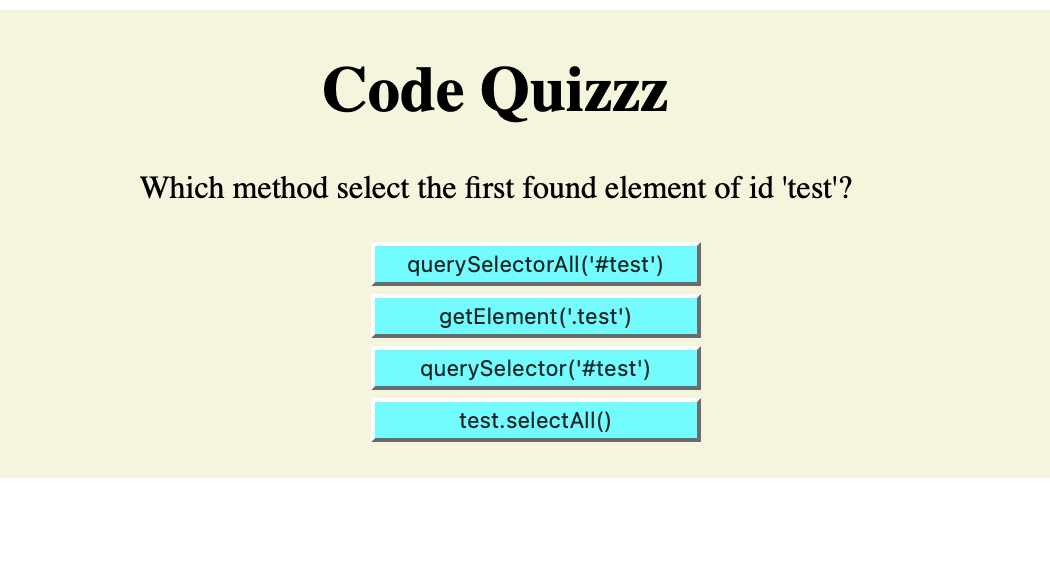 Code Quizzz
Which method select the first found element of id 'test'?
querySelectorAll('#test')
getElement('.test')
querySelector('#test')
test.selectAll()